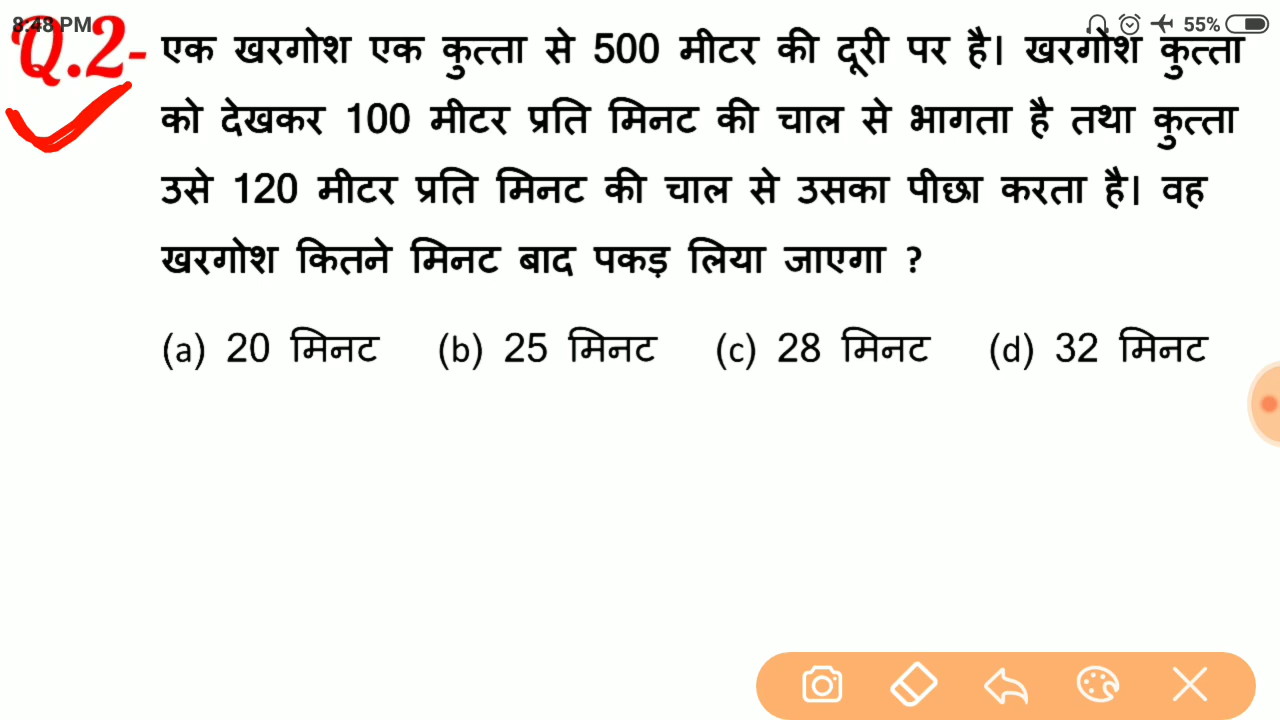 8:48 PM
55%
Q.2- एक खरगोश एक कुत्ता से 500 मीटर की दूरी पर है। खरगोश कुत्ता
को देखकर 100 मीटर प्रति मिनट की चाल से भागता है तथा कुत्ता
उसे 120 मीटर प्रति मिनट की चाल से उसका पीछा करता है। वह
खरगोश कितने मिनट बाद पकड़ लिया जाएगा ?
(a) 20 मिनट (b) 25 मिनट (c) 28 मिनट (d) 32 मिनट